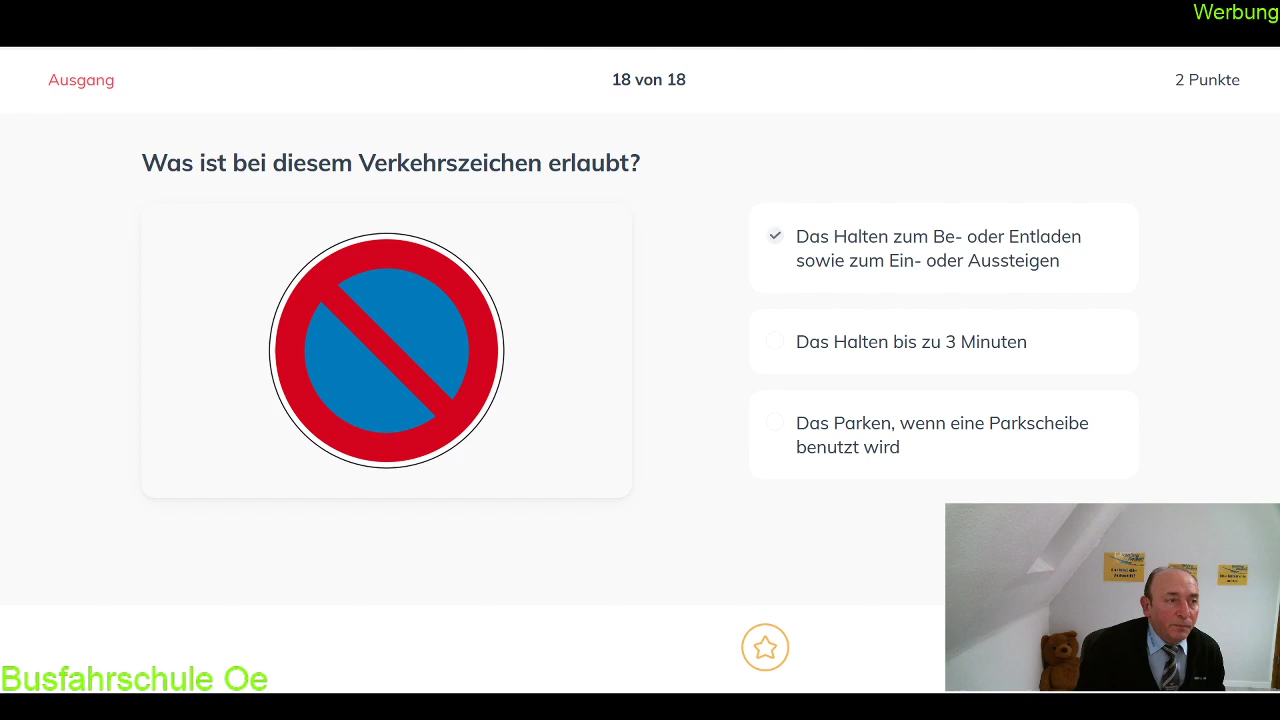 Werbung
Ausgang
18 von 18
2 Punkte
Was ist bei diesem Verkehrszeichen erlaubt?
Das Halten zum Be- oder Entladen
sowie zum Ein- oder Aussteigen
Das Halten bis zu 3 Minuten
Das Parken, wenn eine Parkscheibe
benutzt wird
Busfahrschule Oe